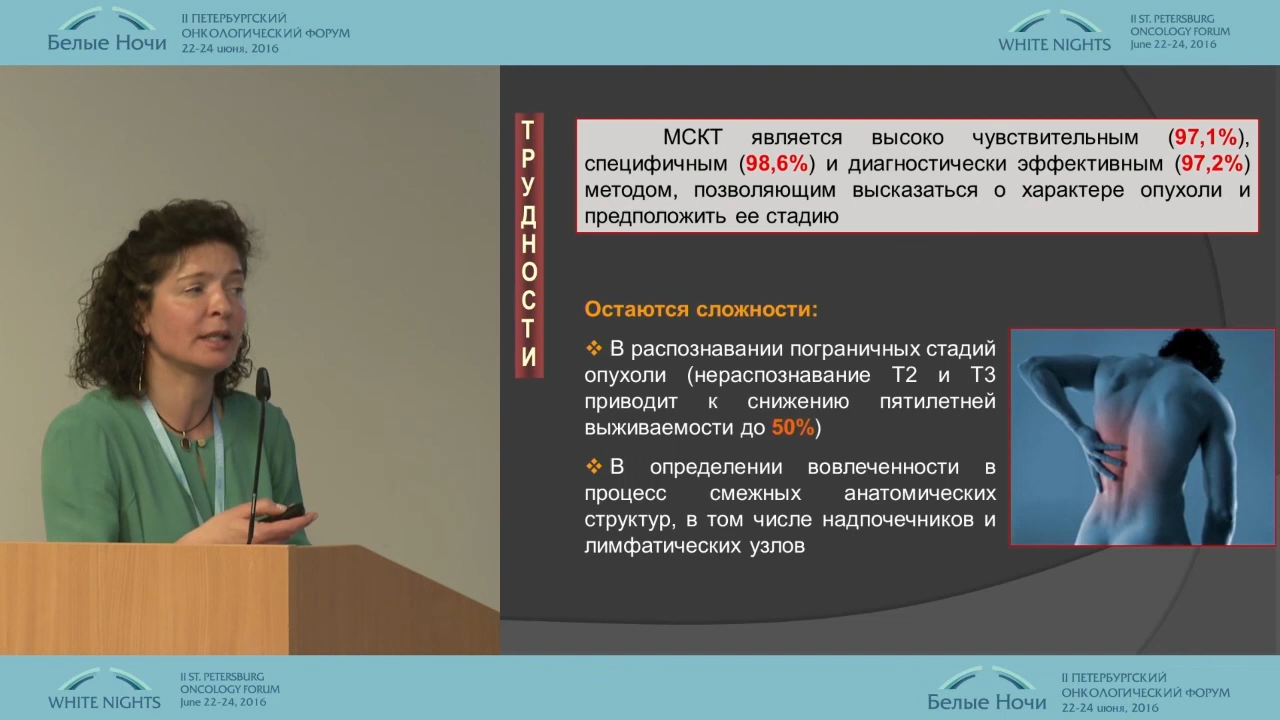 Белые Ночи
II ПЕТЕРБУРГСКИЙ
ОНКОЛОГИЧЕСКИЙ ФОРУМ
22-24 июня, 2016
WHITE NIGHTS
II ST. PETERSBURG
ONCOLOGY FORUM
June 22-24, 2016
ТРУДНОСТИ
МСКТ является высоко чувствительным (97,1%),
специфичным (98,6%) и диагностически эффективным (97,2%)
методом, позволяющим высказаться о характере опухоли и
предположить ее стадию
Остаются сложности:
❖ В распознавании пограничных стадий
опухоли (нераспознавание Т2 и Т3
приводит к снижению пятилетней
выживаемости до 50%)
❖ В определении вовлеченности в
процесс смежных анатомических
структур, в том числе надпочечников и
лимфатических узлов
WHITE NIGHTS
II ST. PETERSBURG
ONCOLOGY FORUM
June 22-24, 2016
Белые Ночи
II ПЕТЕРБУРГСКИЙ
ОНКОЛОГИЧЕСКИЙ ФОРУМ
22-24 июня, 2016